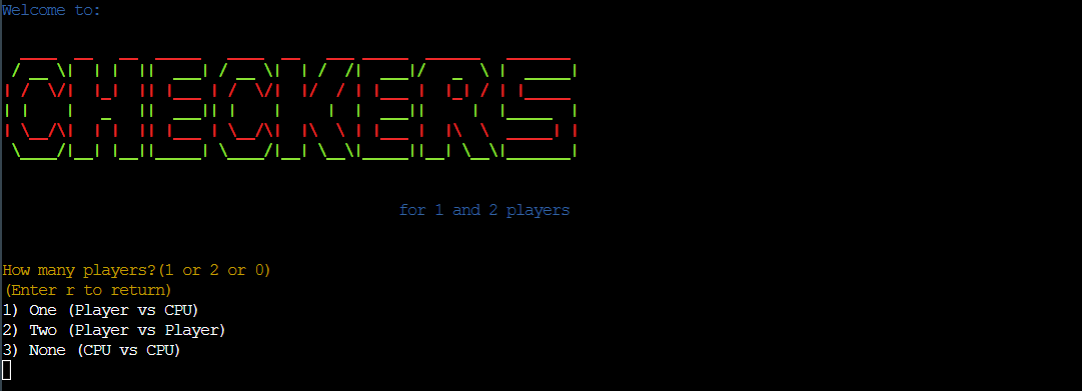 Welcome to:
CHECKERS
for 1 and 2 players
How many players?(1 or 2 or 0)
(Enter r to return)
1) One (Player vs CPU)
2) Two (Player vs Player)
3) None (CPU vs CPU)